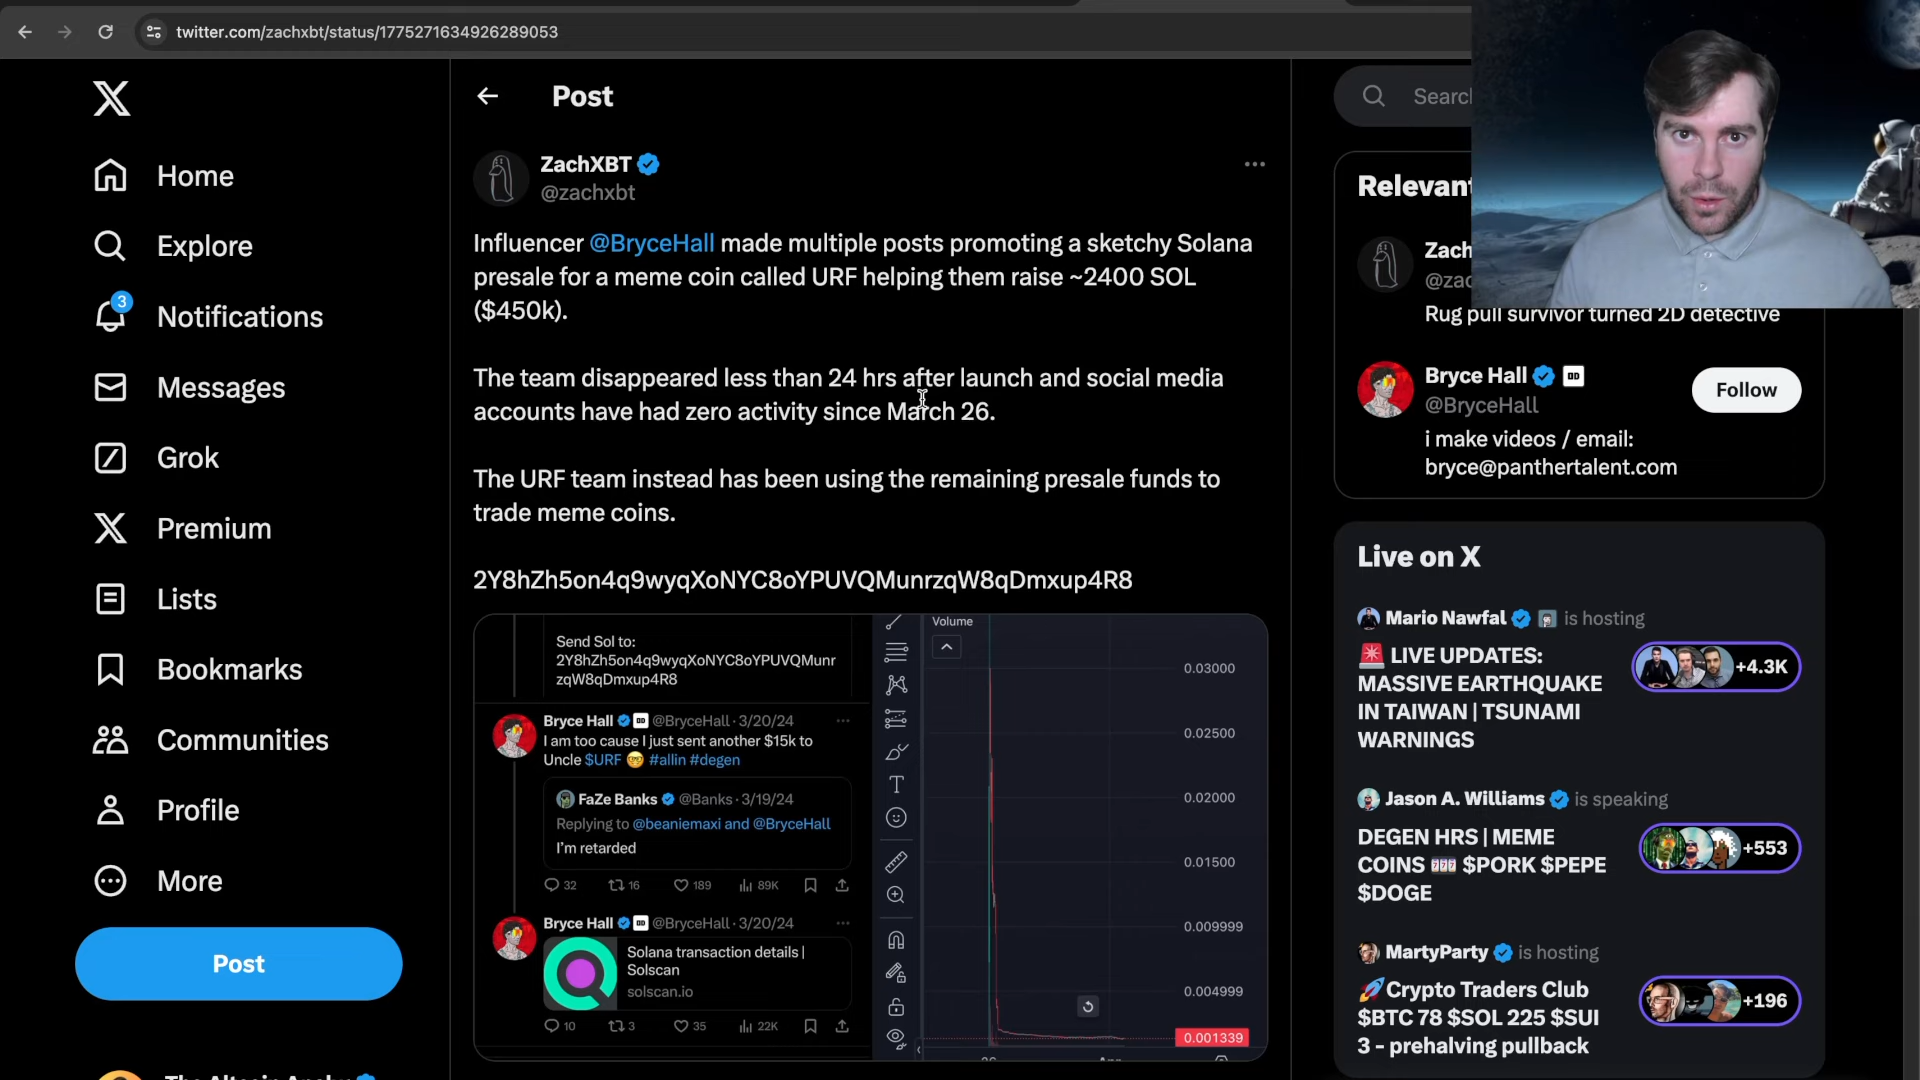 twitter.com/zachxbt/status/1775271634926289053
Home
Explore
3
Notifications
Messages
Grok
Premium
Lists
Bookmarks
Communities
Profile
More
Post
Post
ZachXBT
@zachxbt
Influencer @BryceHall made multiple posts promoting a sketchy Solana
presale for a meme coin called URF helping them raise ~2400 SOL
($450k).
The team disappeared less than 24 hrs after launch and social media
accounts have had zero activity since March 26.
The URF team instead has been using the remaining presale funds to
trade meme coins.
2Y8hZh5on4q9wyqXoNYC8oYPUVQMunrzqW8qDmxup4R8
Send Sol to:
2Y8hZh5on4q9wyqXoNYC8oYPUVQMunr
zqW8qDmxup4R8
Bryce Hall @BryceHall · 3/20/24
I am too cause I just sent another $15k to
Uncle $URF 🤓 #allin #degen
FaZe Banks @Banks · 3/19/24
Replying to @beaniemaxi and @BryceHall
I'm retarded
32 16 189 89K
Bryce Hall @BryceHall · 3/20/24
Solana transaction details |
Solscan
solscan.io
10 3 35 22K
Volume
0.03000
0.02500
0.02000
0.01500
0.009999
0.004999
0.001339
Relevant
Zach
@zac
Rug pull survivor turned 2D detective
Bryce Hall
@BryceHall
Follow
i make videos / email:
bryce@panthertalent.com
Live on X
Mario Nawfal is hosting
🚨 LIVE UPDATES:
MASSIVE EARTHQUAKE
IN TAIWAN | TSUNAMI
WARNINGS
+4.3K
Jason A. Williams is speaking
DEGEN HRS | MEME
COINS 🎰 $PORK $PEPE
$DOGE
+553
MartyParty is hosting
🚀Crypto Traders Club
$BTC 78 $SOL 225 $SUI
3 - prehalving pullback
+196